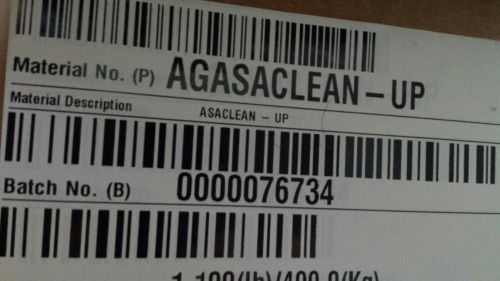 Material No. (P) AGASACLEAN – UP
Material Description ASACLEAN – UP
Batch No. (B) 0000076734